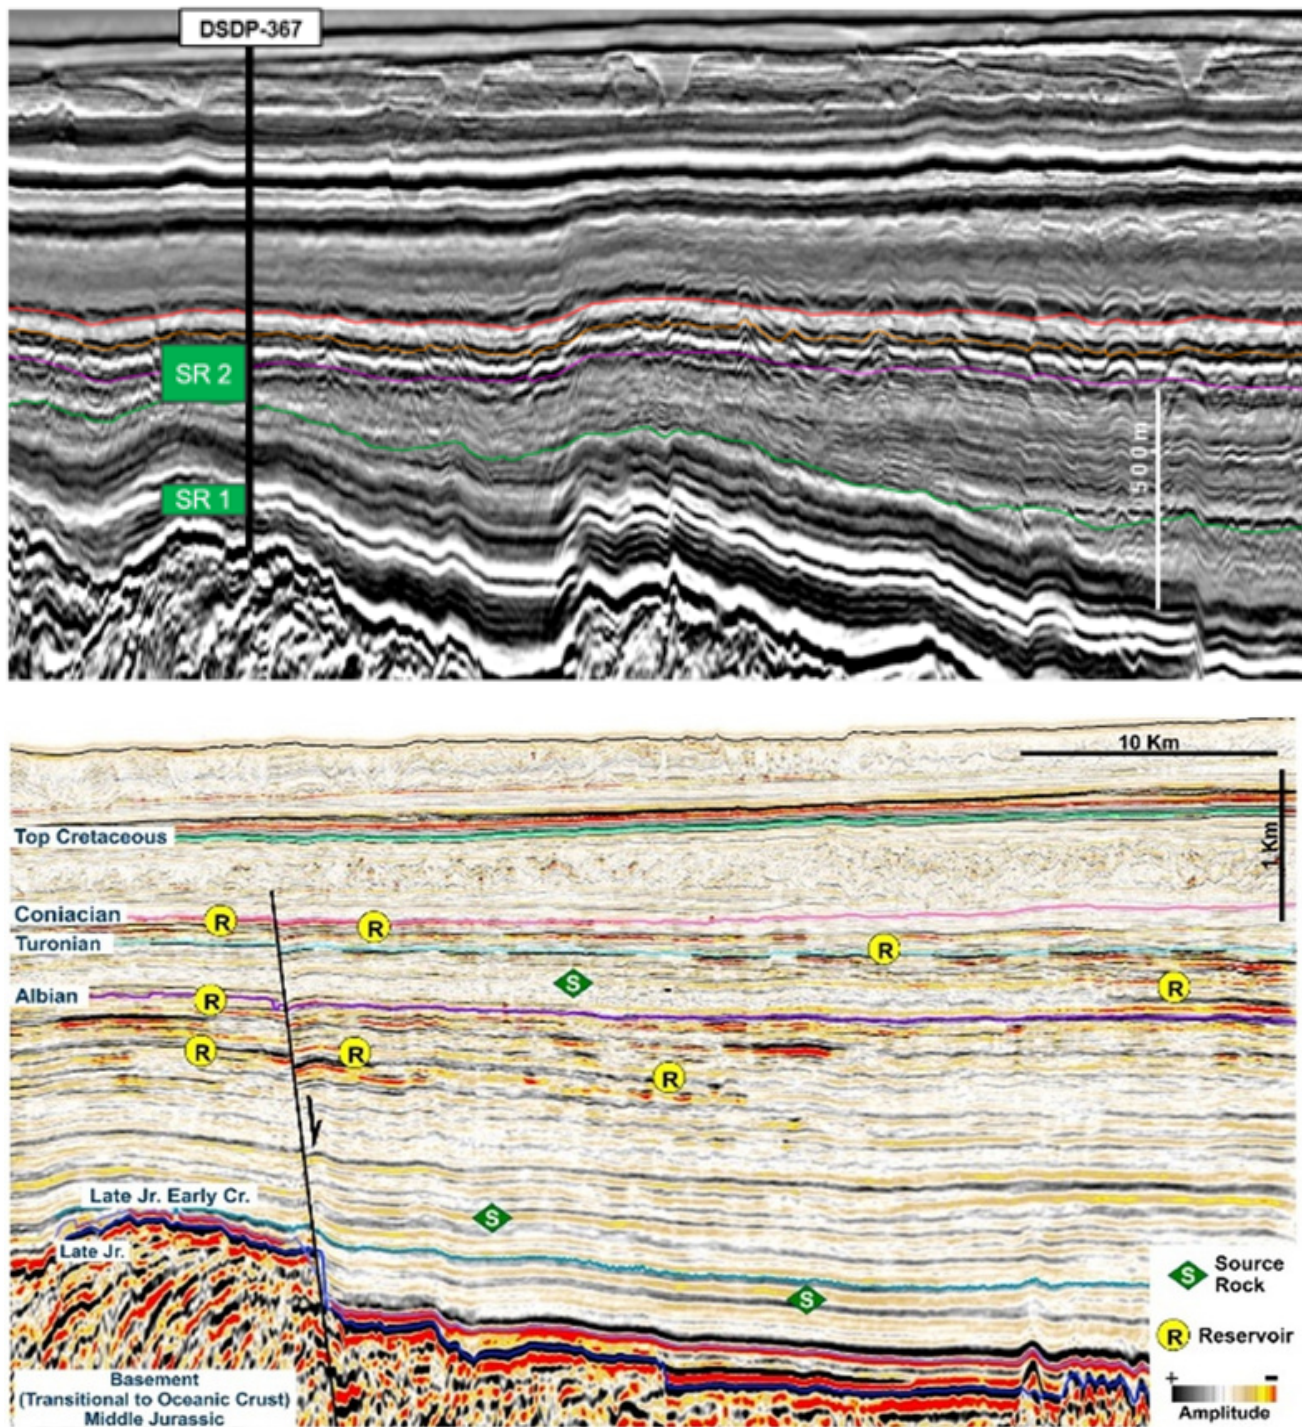 DSDP-367
SR 2
SR 1
500m
10 Km
1 Km
Top Cretaceous
Coniacian
Turonian
Albian
R
R
R
R
R
R
R
R
S
Late Jr. Early Cr.
Late Jr.
S
S
S Source
Rock
R Reservoir
+ -
Amplitude
Basement
(Transitional to Oceanic Crust)
Middle Jurassic